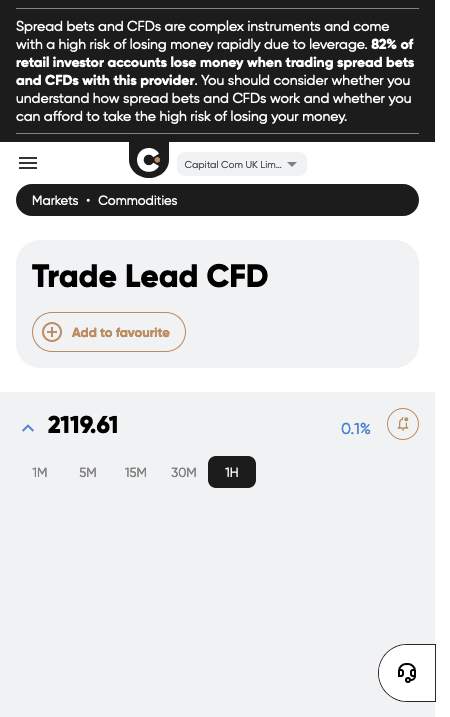 Spread bets and CFDs are complex instruments and come
with a high risk of losing money rapidly due to leverage. 82% of
retail investor accounts lose money when trading spread bets
and CFDs with this provider. You should consider whether you
understand how spread bets and CFDs work and whether you
can afford to take the high risk of losing your money.
Capital Com UK Lim...
Markets • Commodities
Trade Lead CFD
Add to favourite
2119.61
0.1%
1M 5M 15M 30M 1H